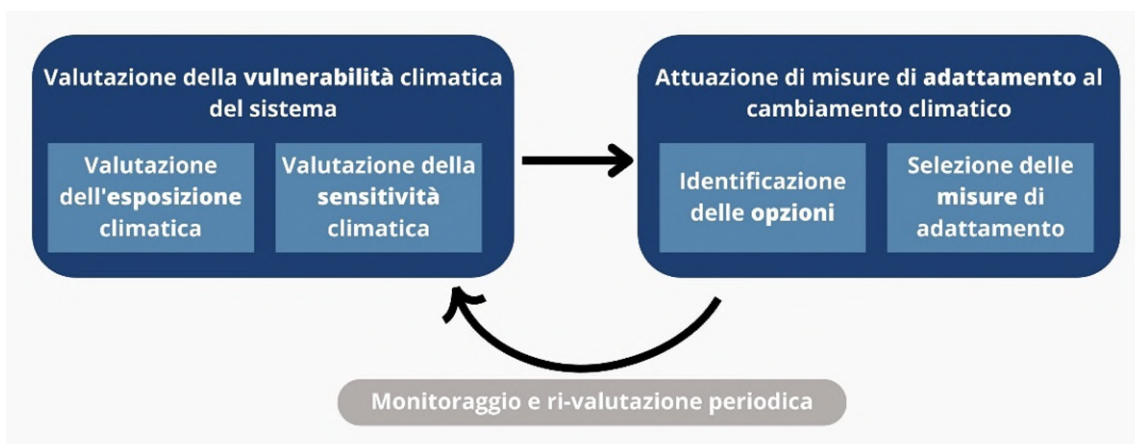 Valutazione della vulnerabilità climatica
del sistema
Valutazione
dell'esposizione
climatica
Valutazione della
sensitività
climatica
Attuazione di misure di adattamento al
cambiamento climatico
Identificazione
delle opzioni
Selezione delle
misure di
adattamento
Monitoraggio e ri-valutazione periodica